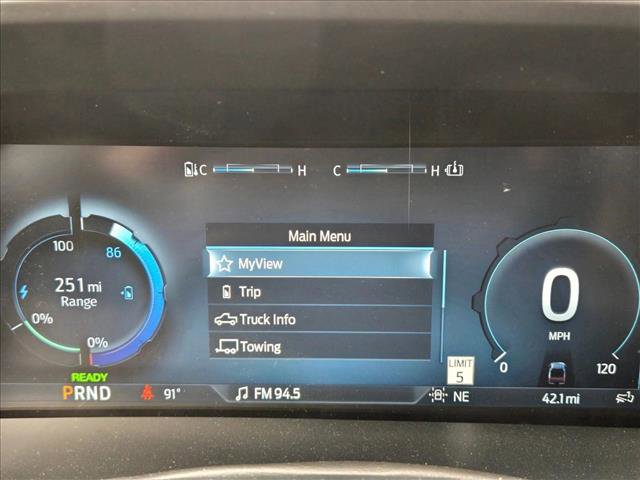 C H C H
Main Menu
MyView
Trip
Truck Info
Towing
100 86
251 mi
Range
0% 0%
READY
PRND 91° FM 94.5
LIMIT
5
NE 42.1 mi
0
MPH
0 120